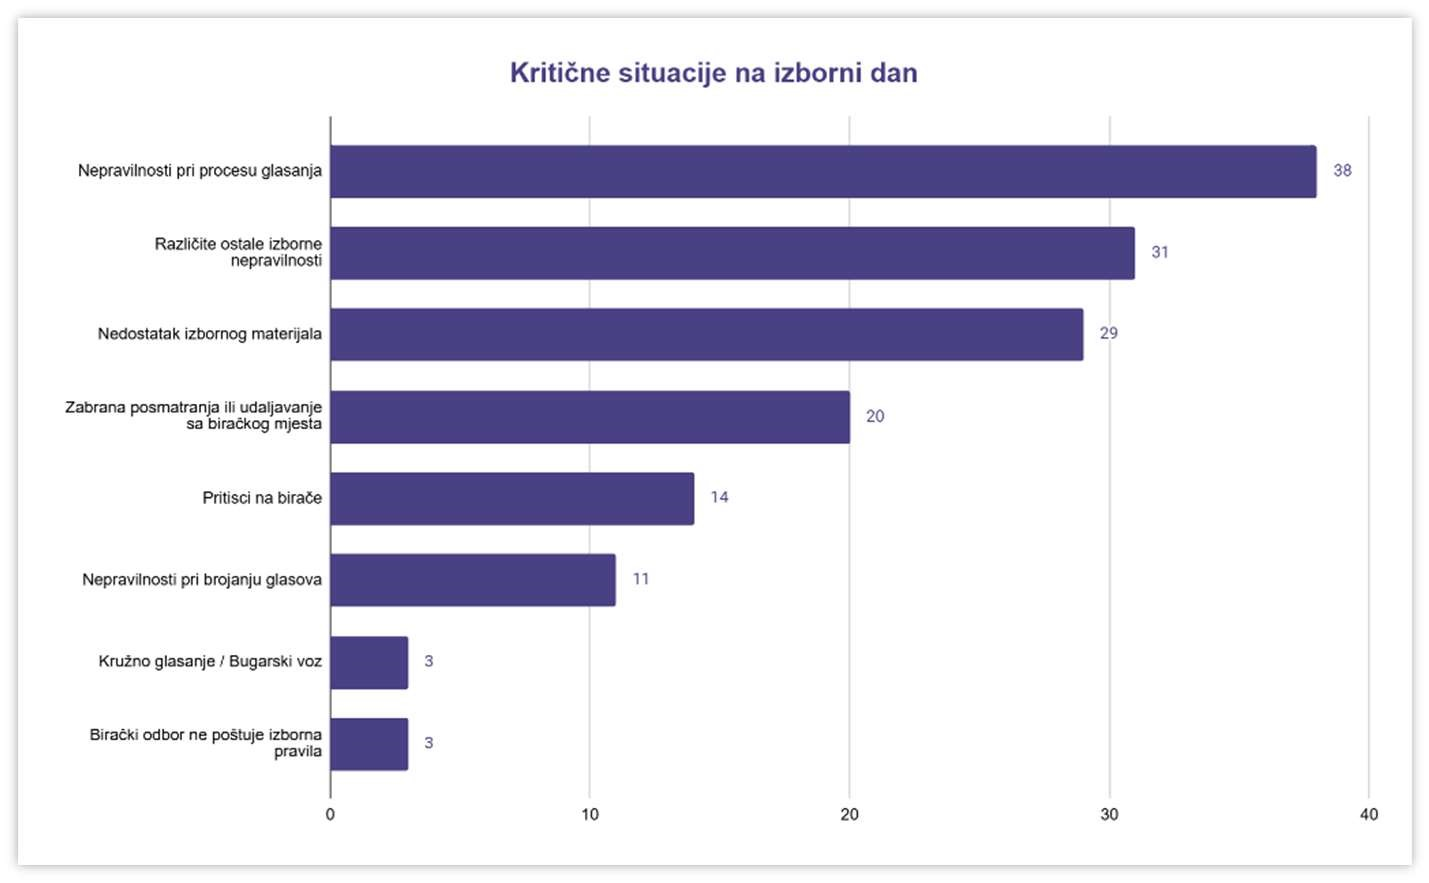 Kritične situacije na izborni dan
Nepravilnosti pri procesu glasanja
38
Različite ostale izborne
nepravilnosti
31
Nedostatak izbornog materijala
29
Zabrana posmatranja ili udaljavanje
sa biračkog mjesta
20
Pritisci na birače
14
Nepravilnosti pri brojanju glasova
11
Kružno glasanje / Bugarski voz
3
Birački odbor ne poštuje izborna
pravila
3
0 10 20 30 40